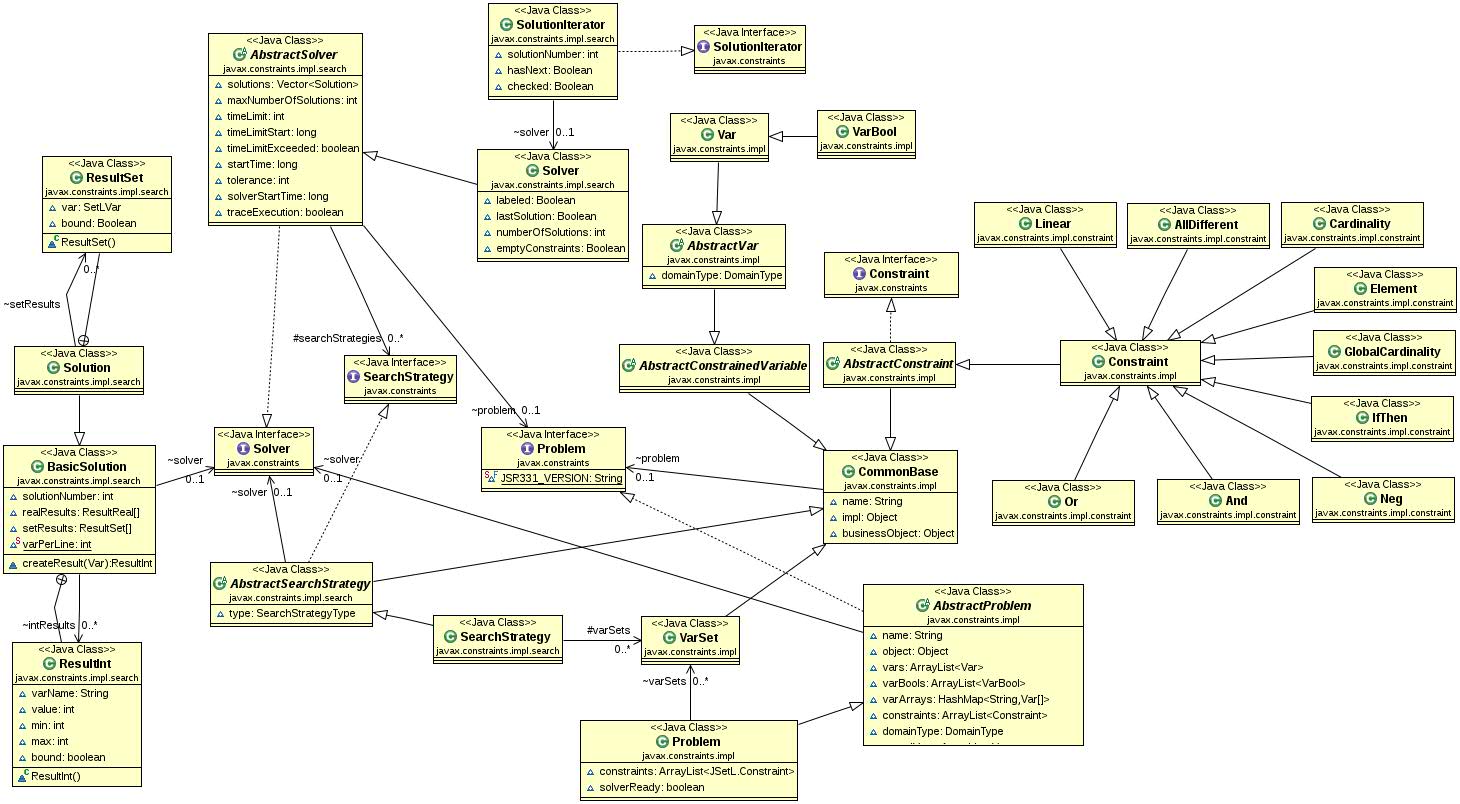 <<Java Class>>
SolutionIterator
javax.constraints.impl.search
solutionNumber: int
hasNext: Boolean
checked: Boolean
<<Java Interface>>
SolutionIterator
javax.constraints
<<Java Class>>
AbstractSolver
javax.constraints.impl.search
solutions: Vector<Solution>
maxNumberOfSolutions: int
timeLimit: int
timeLimitStart: long
timeLimitExceeded: boolean
startTime: long
tolerance: int
solverStartTime: long
traceExecution: boolean
~solver 0..1
<<Java Class>>
Solver
javax.constraints.impl.search
labeled: Boolean
lastSolution: Boolean
numberOfSolutions: int
emptyConstraints: Boolean
<<Java Class>>
Var
javax.constraints.impl
<<Java Class>>
VarBool
javax.constraints.impl
<<Java Class>>
ResultSet
javax.constraints.impl.search
var: SetLVar
bound: Boolean
ResultSet()
0..*
~setResults
<<Java Class>>
AbstractVar
javax.constraints.impl
domainType: DomainType
<<Java Interface>>
Constraint
javax.constraints
<<Java Class>>
Linear
javax.constraints.impl.constraint
<<Java Class>>
AllDifferent
javax.constraints.impl.constraint
<<Java Class>>
Cardinality
javax.constraints.impl.constraint
<<Java Class>>
Element
javax.constraints.impl.constraint
<<Java Class>>
GlobalCardinality
javax.constraints.impl.constraint
<<Java Class>>
Constraint
javax.constraints.impl
<<Java Class>>
AbstractConstraint
javax.constraints.impl
<<Java Class>>
AbstractConstrainedVariable
javax.constraints.impl
#searchStrategies 0..*
<<Java Interface>>
SearchStrategy
javax.constraints
<<Java Class>>
Solution
javax.constraints.impl.search
<<Java Class>>
IfThen
javax.constraints.impl.constraint
~problem 0..1
<<Java Interface>>
Solver
javax.constraints
<<Java Interface>>
Problem
javax.constraints
JSR331_VERSION: String
<<Java Class>>
BasicSolution
javax.constraints.impl.search
solutionNumber: int
realResults: ResultReal[]
setResults: ResultSet[]
varPerLine: int
createResult(Var):ResultInt
~solver
0..1
~solver 0..1
~solver
0..1
~problem
0..1
<<Java Class>>
CommonBase
javax.constraints.impl
name: String
impl: Object
businessObject: Object
<<Java Class>>
Or
javax.constraints.impl.constraint
<<Java Class>>
And
javax.constraints.impl.constraint
<<Java Class>>
Neg
javax.constraints.impl.constraint
<<Java Class>>
AbstractSearchStrategy
javax.constraints.impl.search
type: SearchStrategyType
<<Java Class>>
SearchStrategy
javax.constraints.impl.search
#varSets
0..*
<<Java Class>>
VarSet
javax.constraints.impl
<<Java Class>>
AbstractProblem
javax.constraints.impl
name: String
object: Object
vars: ArrayList<Var>
varBools: ArrayList<VarBool>
varArrays: HashMap<String,Var[]>
constraints: ArrayList<Constraint>
domainType: DomainType
~intResults 0..*
<<Java Class>>
ResultInt
javax.constraints.impl.search
varName: String
value: int
min: int
max: int
bound: boolean
ResultInt()
~varSets 0..*
<<Java Class>>
Problem
javax.constraints.impl
constraints: ArrayList<JSetL.Constraint>
solverReady: boolean